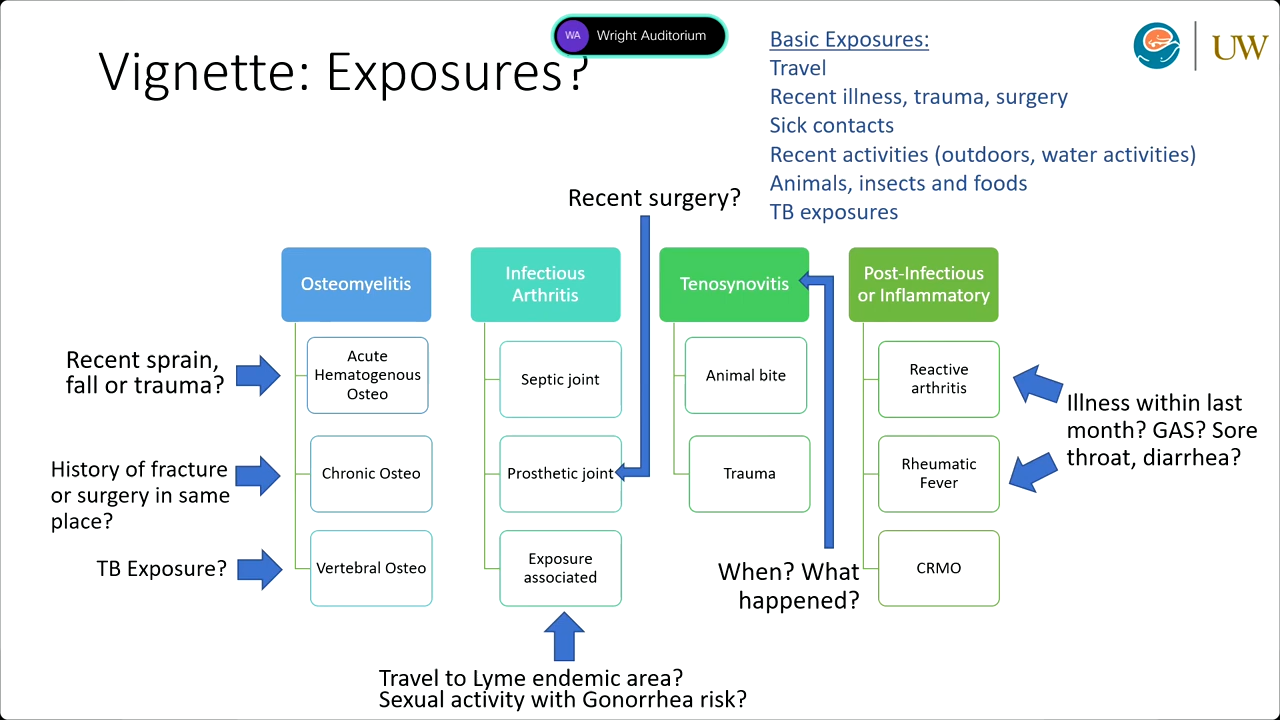 WA
Wright Auditorium
Vignette: Exposures?
UW
Basic Exposures:
Travel
Recent illness, trauma, surgery
Sick contacts
Recent activities (outdoors, water activities)
Animals, insects and foods
TB exposures
Recent surgery?
Osteomyelitis
Acute
Hematogenous
Osteo
Chronic Osteo
Vertebral Osteo
Recent sprain,
fall or trauma?
History of fracture
or surgery in same
place?
TB Exposure?
Infectious
Arthritis
Septic joint
Prosthetic joint
Exposure
associated
Travel to Lyme endemic area?
Sexual activity with Gonorrhea risk?
Tenosynovitis
Animal bite
Trauma
When? What
happened?
Post-Infectious
or Inflammatory
Reactive
arthritis
Rheumatic
Fever
CRMO
Illness within last
month? GAS? Sore
throat, diarrhea?